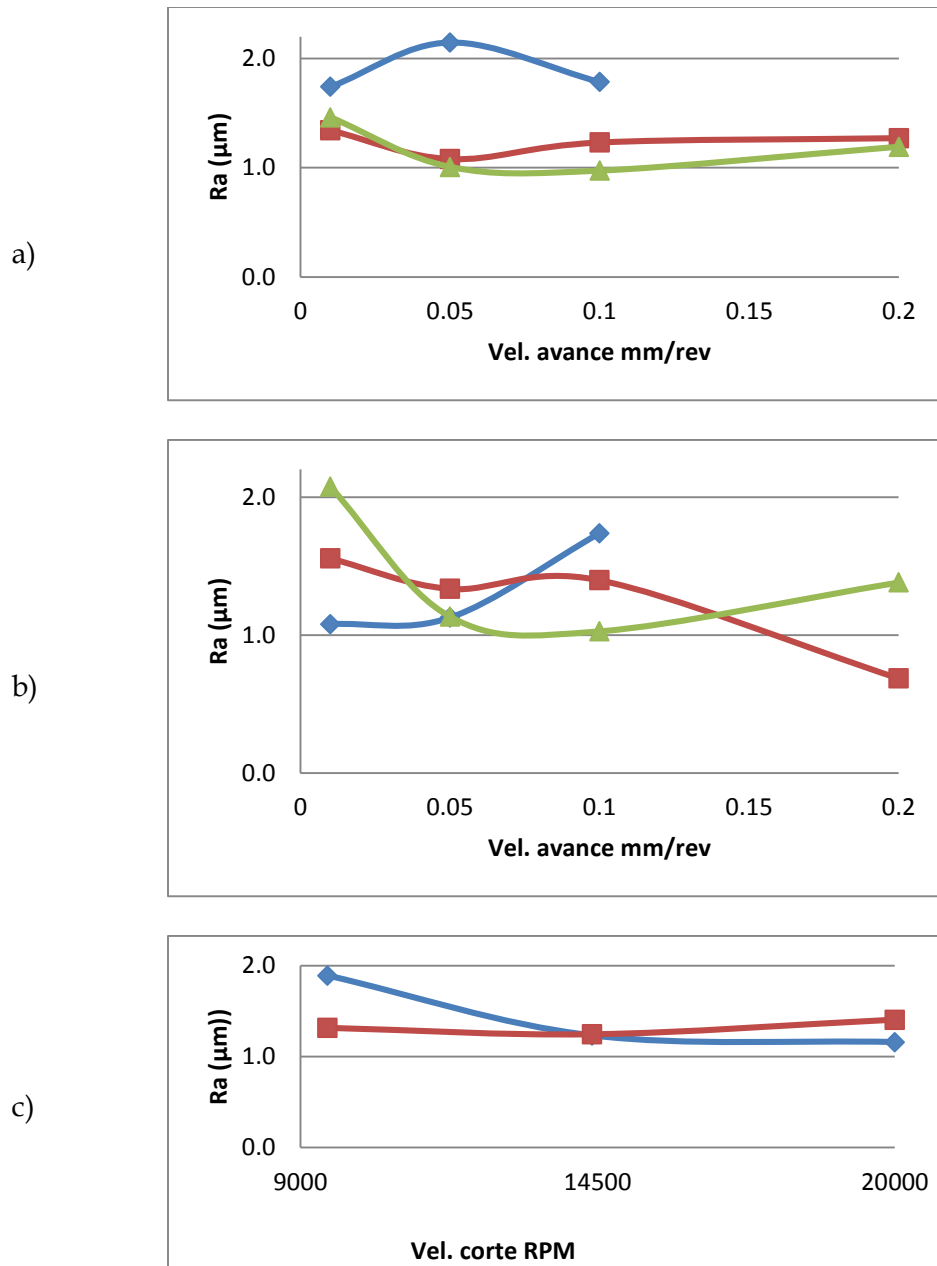 a)
2.0
1.0
0.0
Ra (µm)
0 0.05 0.1 0.15 0.2
Vel. avance mm/rev
b)
2.0
1.0
0.0
Ra (µm)
0 0.05 0.1 0.15 0.2
Vel. avance mm/rev
c)
2.0
1.0
0.0
Ra (µm))
9000 14500 20000
Vel. corte RPM